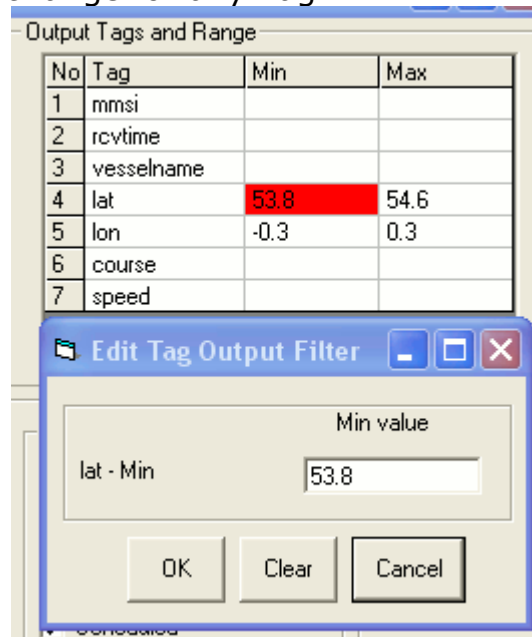 Output Tags and Range
No Tag Min Max
1 mmsi
2 rcvtime
3 vesselname
4 lat 53.8 54.6
5 lon -0.3 0.3
6 course
7 speed
Edit Tag Output Filter
Min value
lat - Min 53.8
OK Clear Cancel